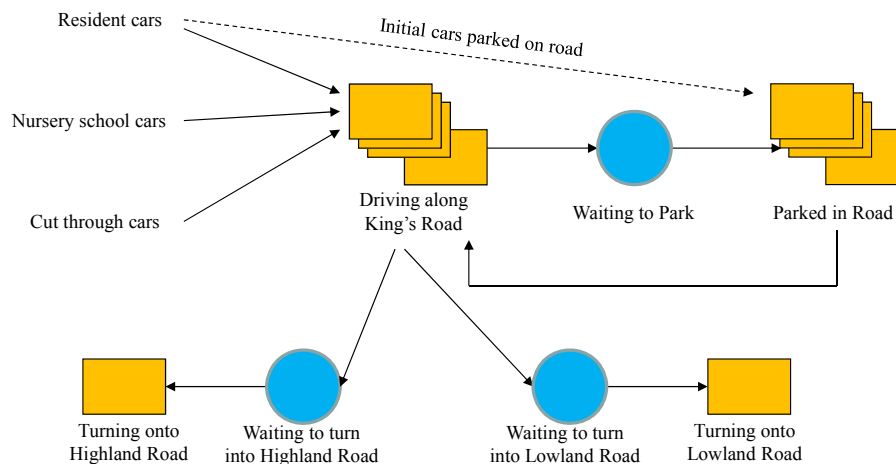 Resident cars
Initial cars parked on road
Nursery school cars
Cut through cars
Driving along
King's Road
Waiting to Park
Parked in Road
Turning onto
Highland Road
Waiting to turn
into Highland Road
Waiting to turn
into Lowland Road
Turning onto
Lowland Road